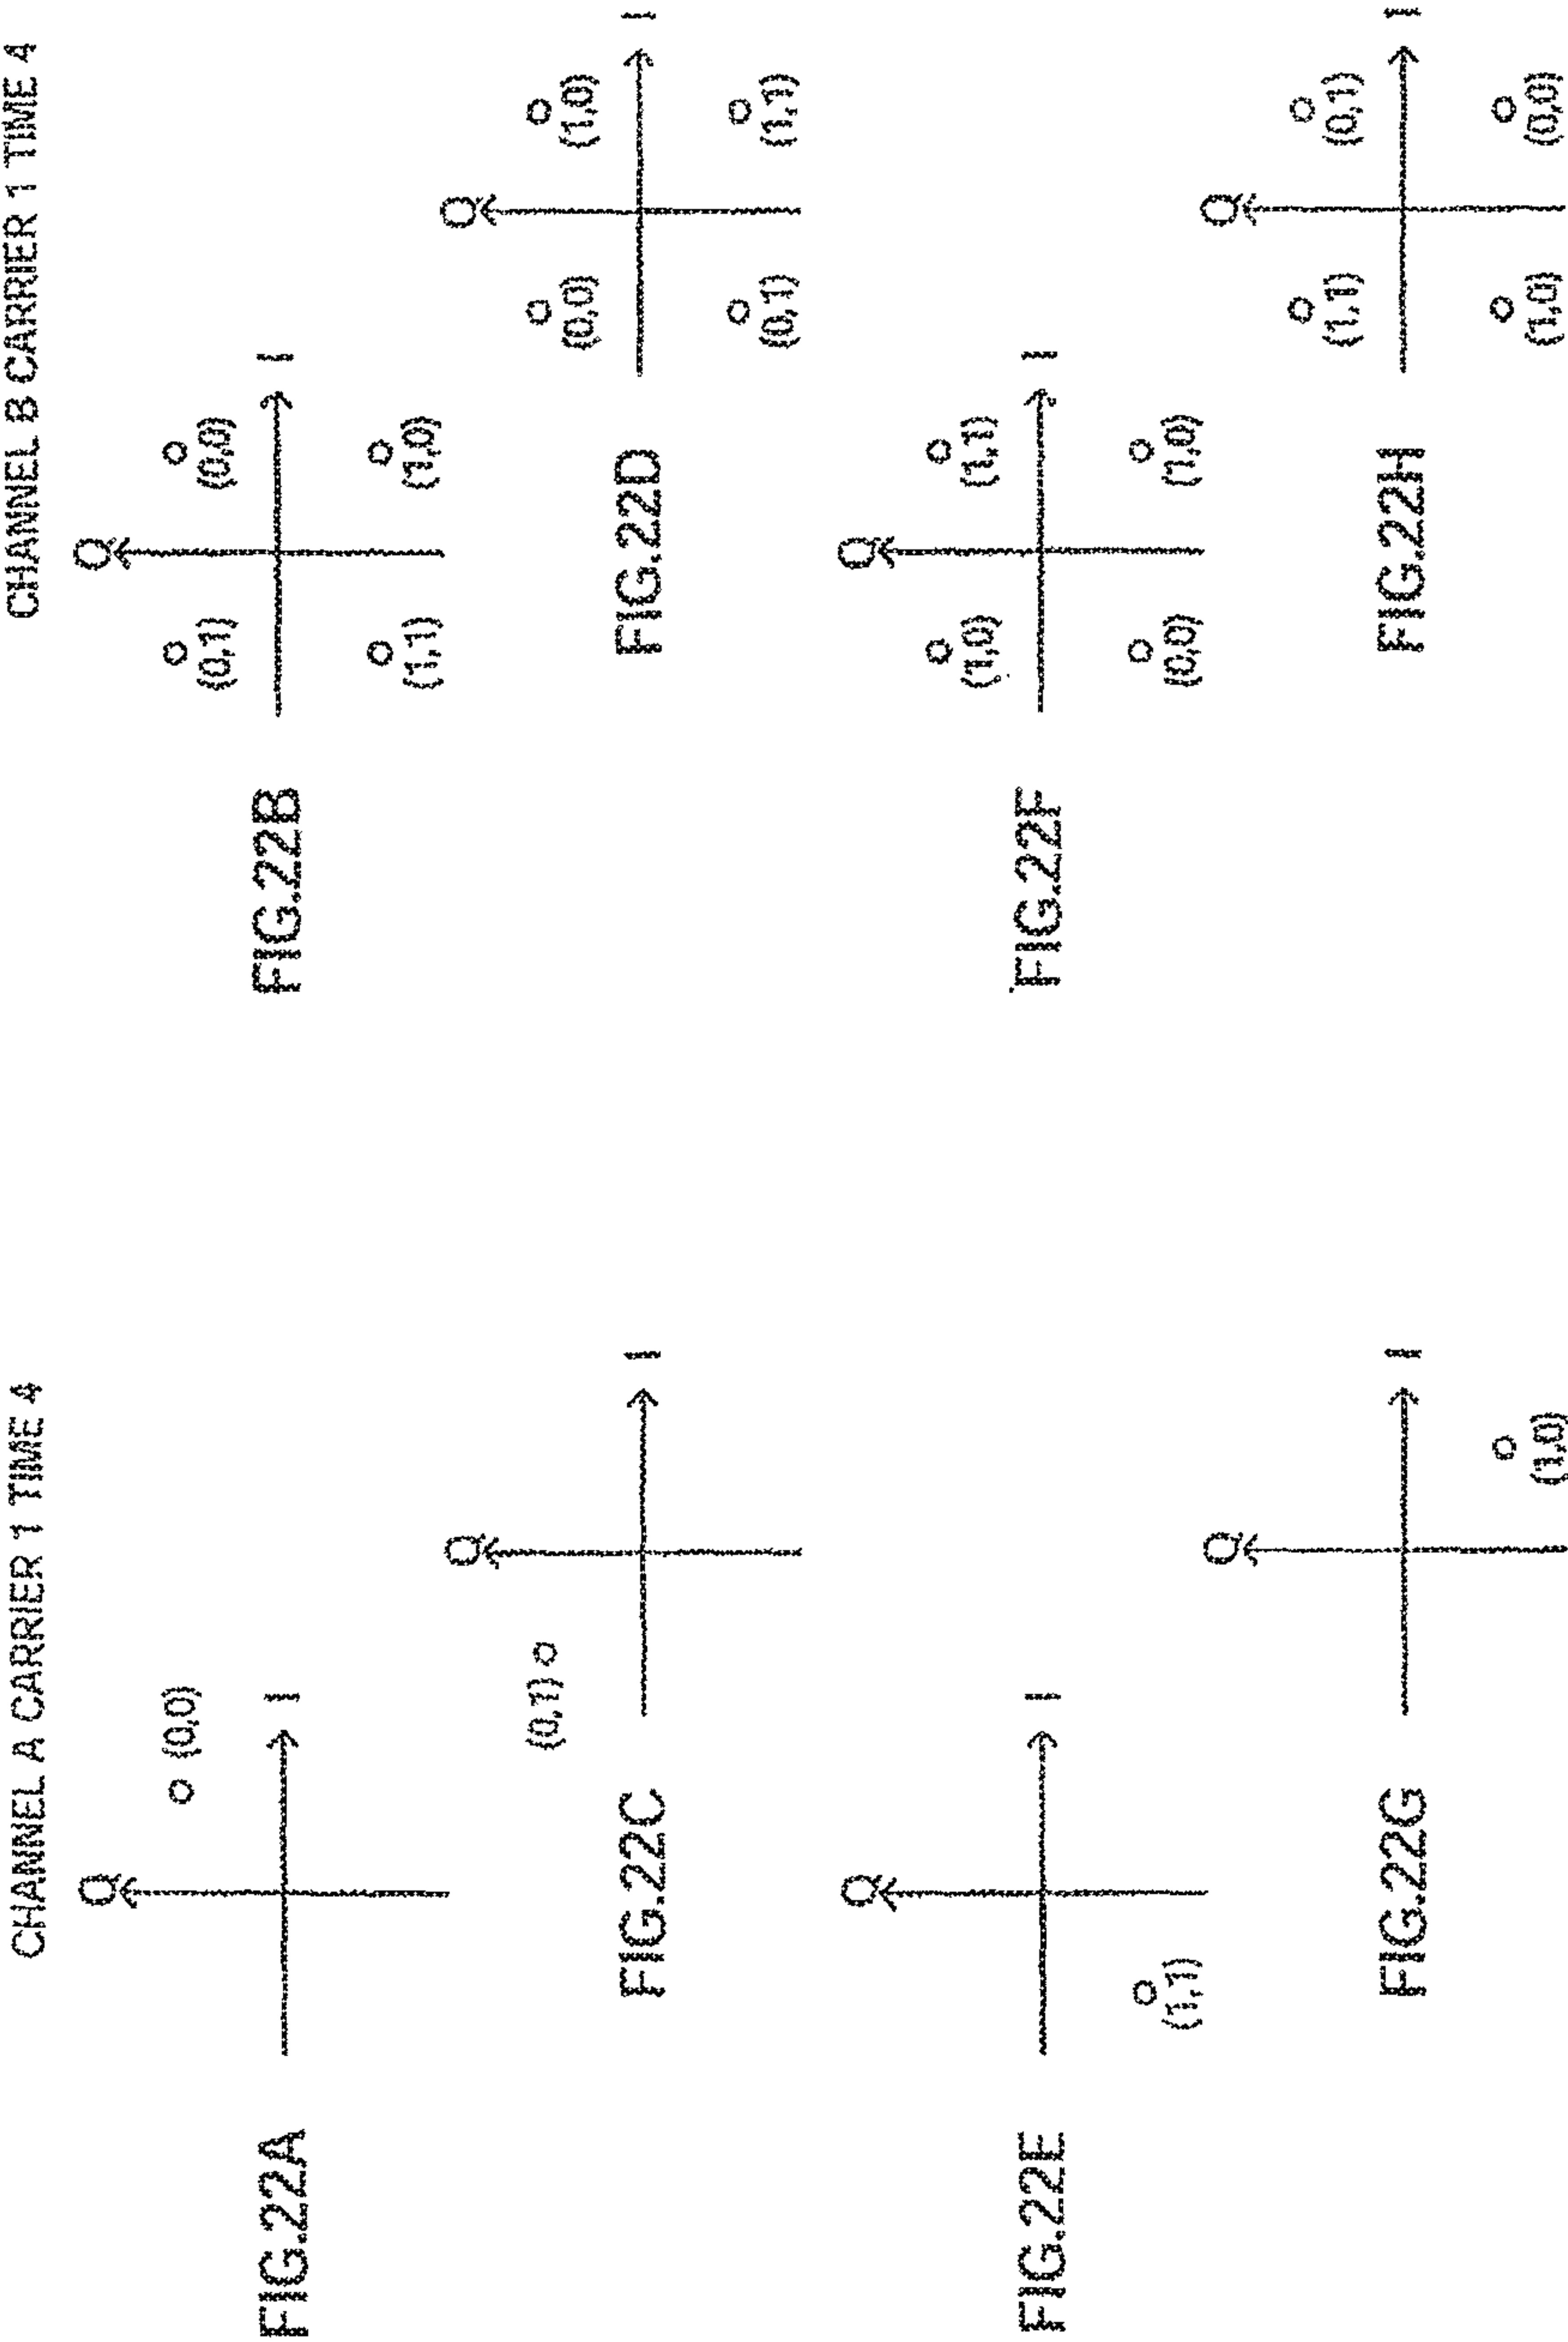 CHANNEL A CARRIER 1 TIME 4
CHANNEL B CARRIER 1 TIME 4
Q
(0,0)
FIG.22A
I
Q
(0,1) (0,0)
FIG.22B
I
(1,1) (1,0)
Q
(0,1)
FIG.22C
I
Q
(0,0) (1,0)
FIG.22D
I
(0,1) (1,1)
Q
FIG.22E
I
(1,1)
Q
(1,0) (1,1)
FIG.22F
I
(0,0) (1,0)
Q
FIG.22G
I
(1,0)
Q
(1,1) (0,1)
FIG.22H
I
(1,0) (0,0)